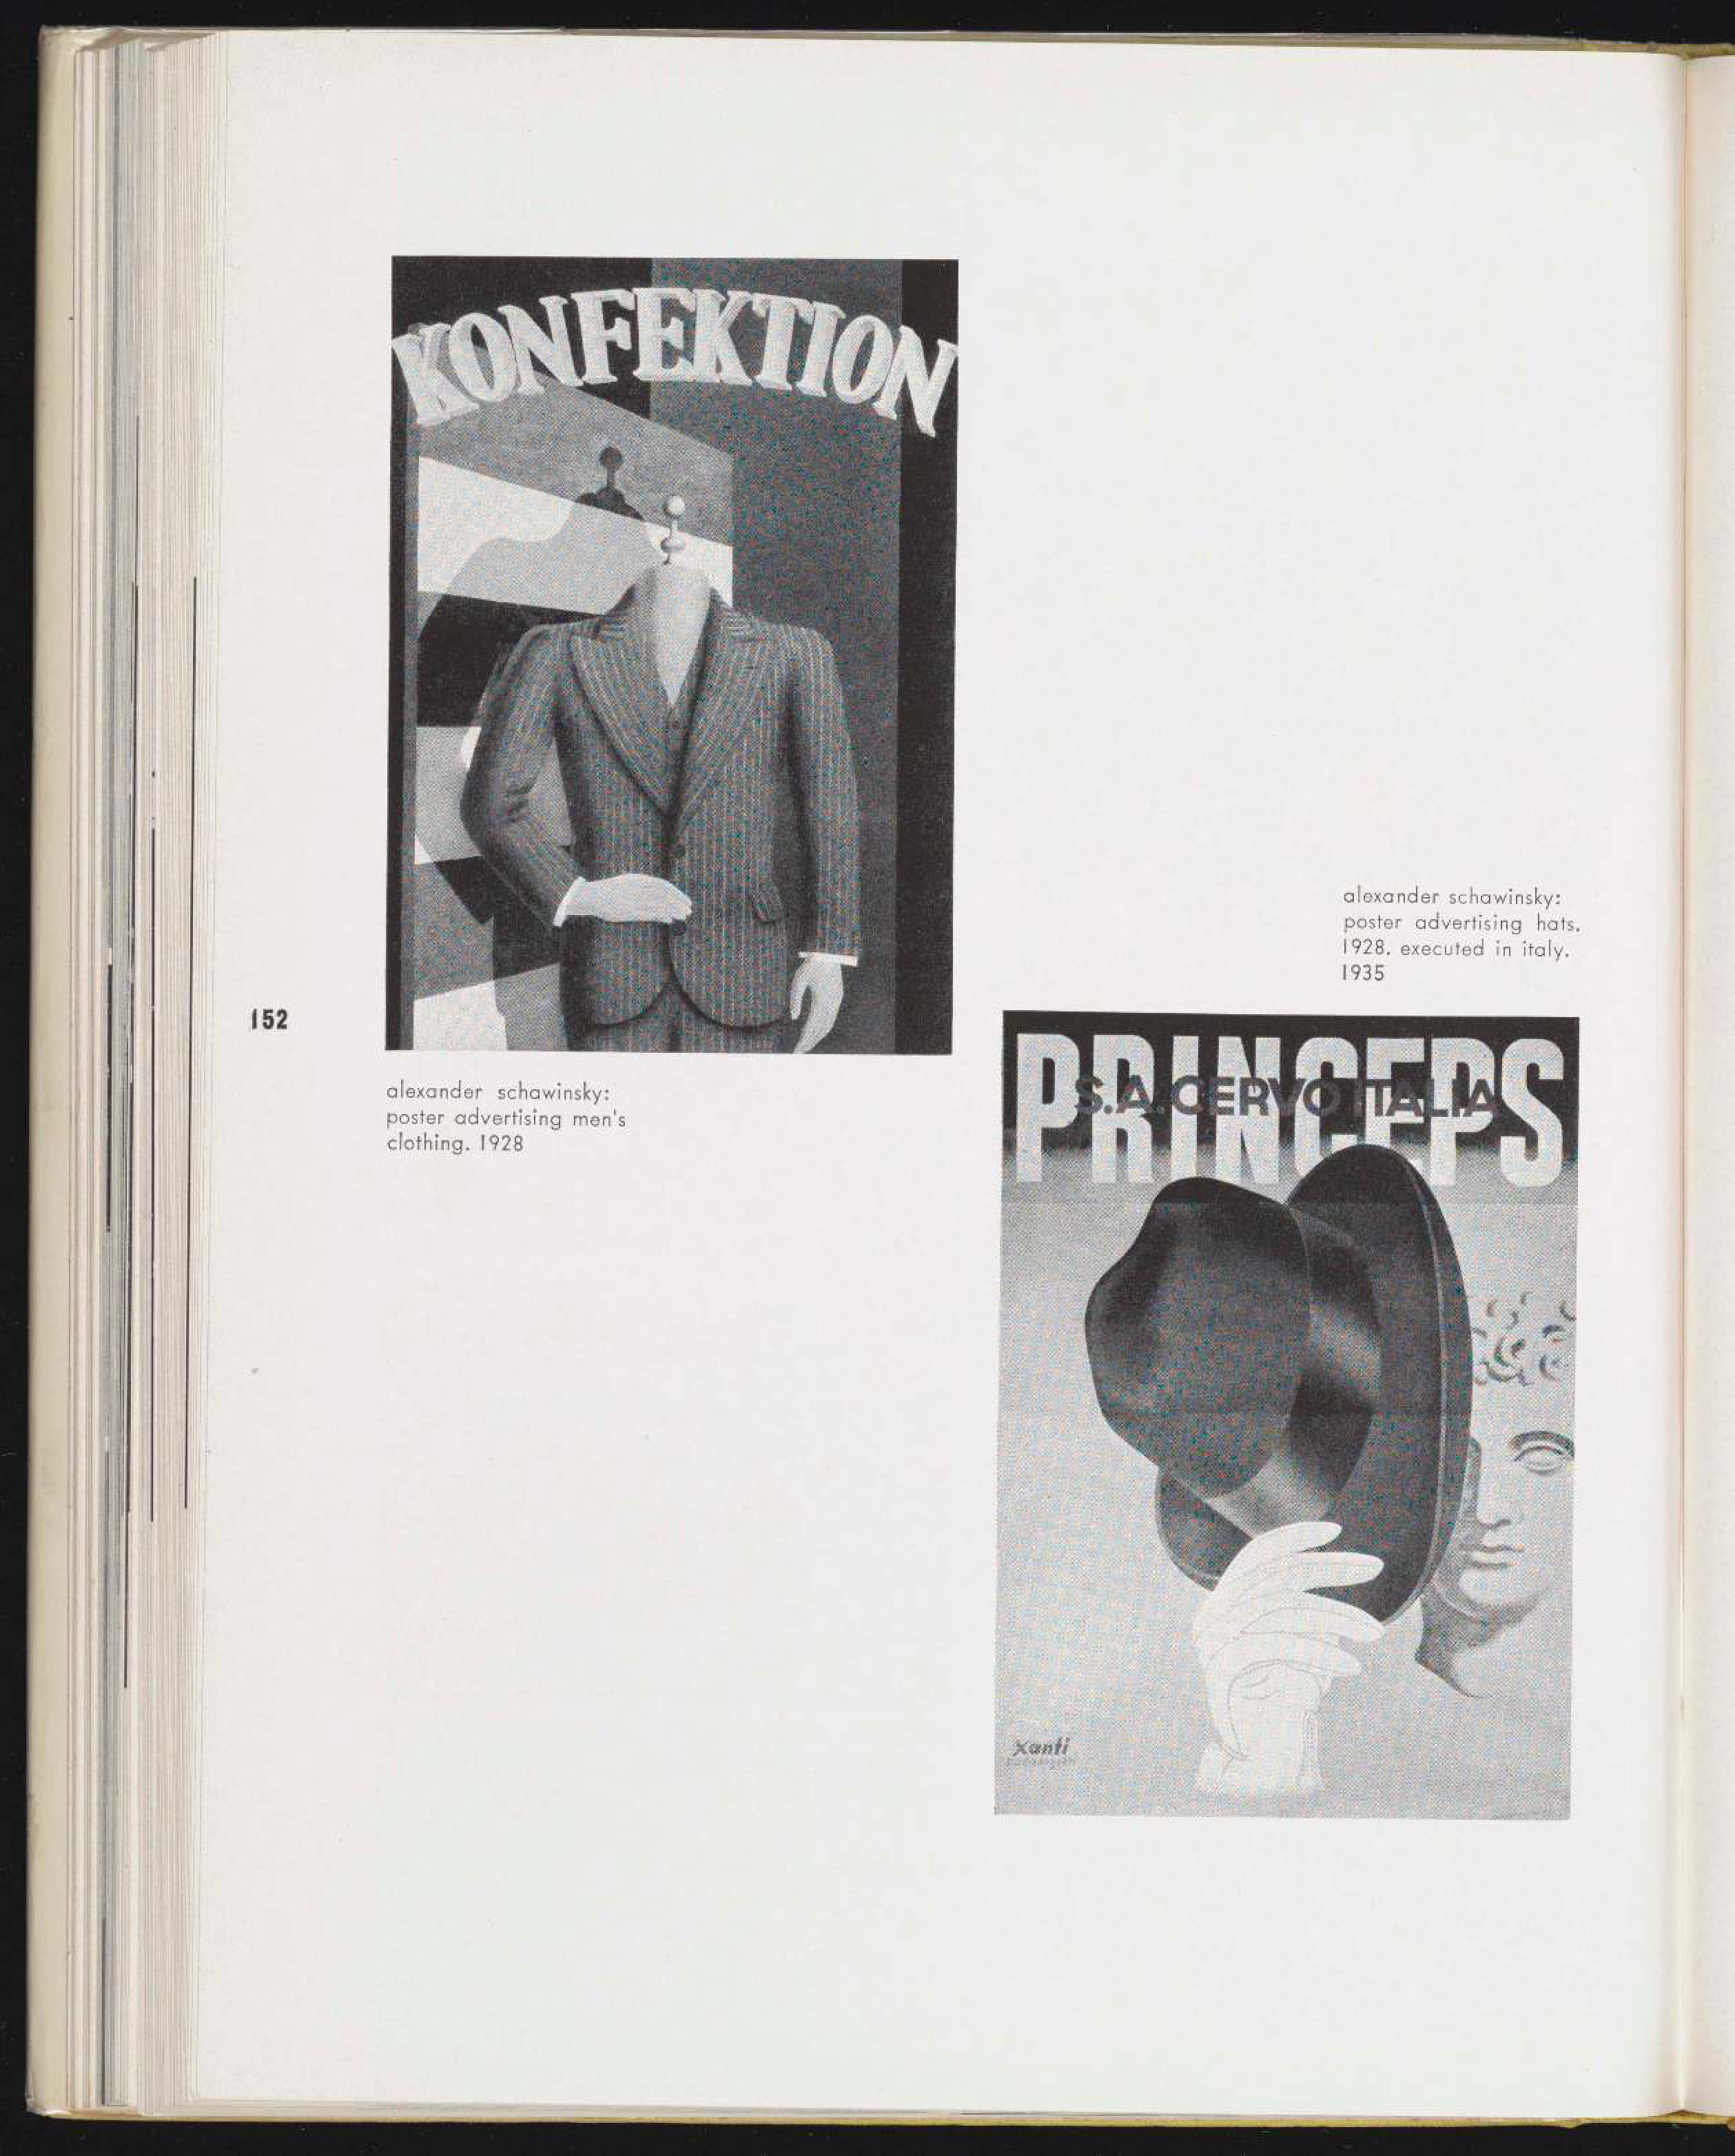 KONFEKTION
152
alexander schawinsky:
poster advertising men's
clothing. 1928
alexander schawinsky:
poster advertising hats.
1928. executed in italy.
1935
PRINCEPS
S.A.CERVO ITALIA
Xanti